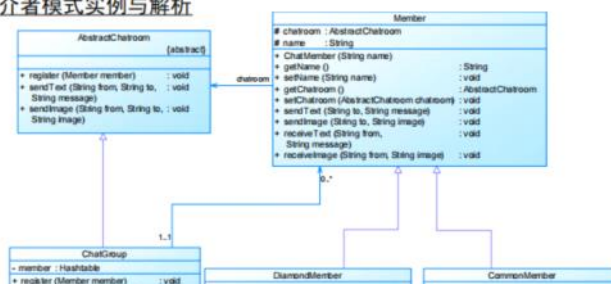 介者模式实例与解析
AbstractChatroom
{abstract}
+ register (Member member) : void
+ sendText (String from, String to, : void
String message)
+ sendImage (String from, String to, : void
String image)
chatroom
Member
# chatroom : AbstractChatroom
# name : String
+ ChatMember (String name)
+ getName () : String
+ setName (String name) : void
+ getChatroom () : AbstractChatroom
+ setChatroom (AbstractChatroom chatroom) : void
+ sendText (String to, String message) : void
+ sendImage (String to, String image) : void
+ receiveText (String from, : void
String message)
+ receiveImage (String from, String image) : void
0..*
1..1
ChatGroup
- member : Hashtable
+ register (Member member) : void
DiamondMember
CommonMember